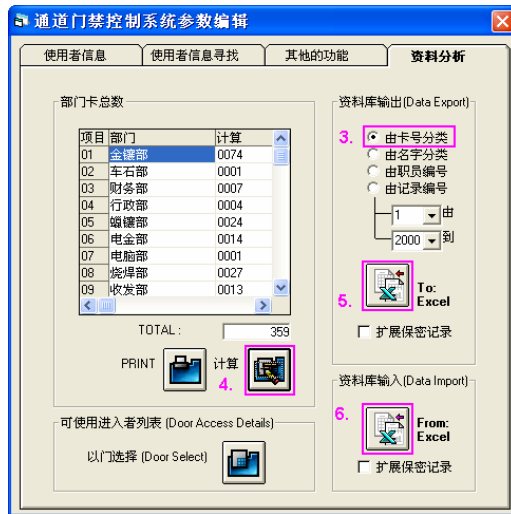 通道门禁控制系统参数编辑
使用者信息 使用者信息寻找 其他的功能 资料分析
部门卡总数
项目 部门 计算
01 金镶部 0074
02 车石部 0001
03 财务部 0007
04 行政部 0004
05 蠟镶部 0024
06 电金部 0014
07 电脑部 0001
08 烧焊部 0027
09 收发部 0013
TOTAL: 359
PRINT 计算
4.
可使用进入者列表 (Door Access Details)
以门选择 (Door Select)
资料库输出(Data Export)
3. 由卡号分类
由名字分类
由职员编号
由记录编号
1 由
2000 到
5. To:
Excel
扩展保密记录
资料库输入(Data Import)
6. From:
Excel
扩展保密记录